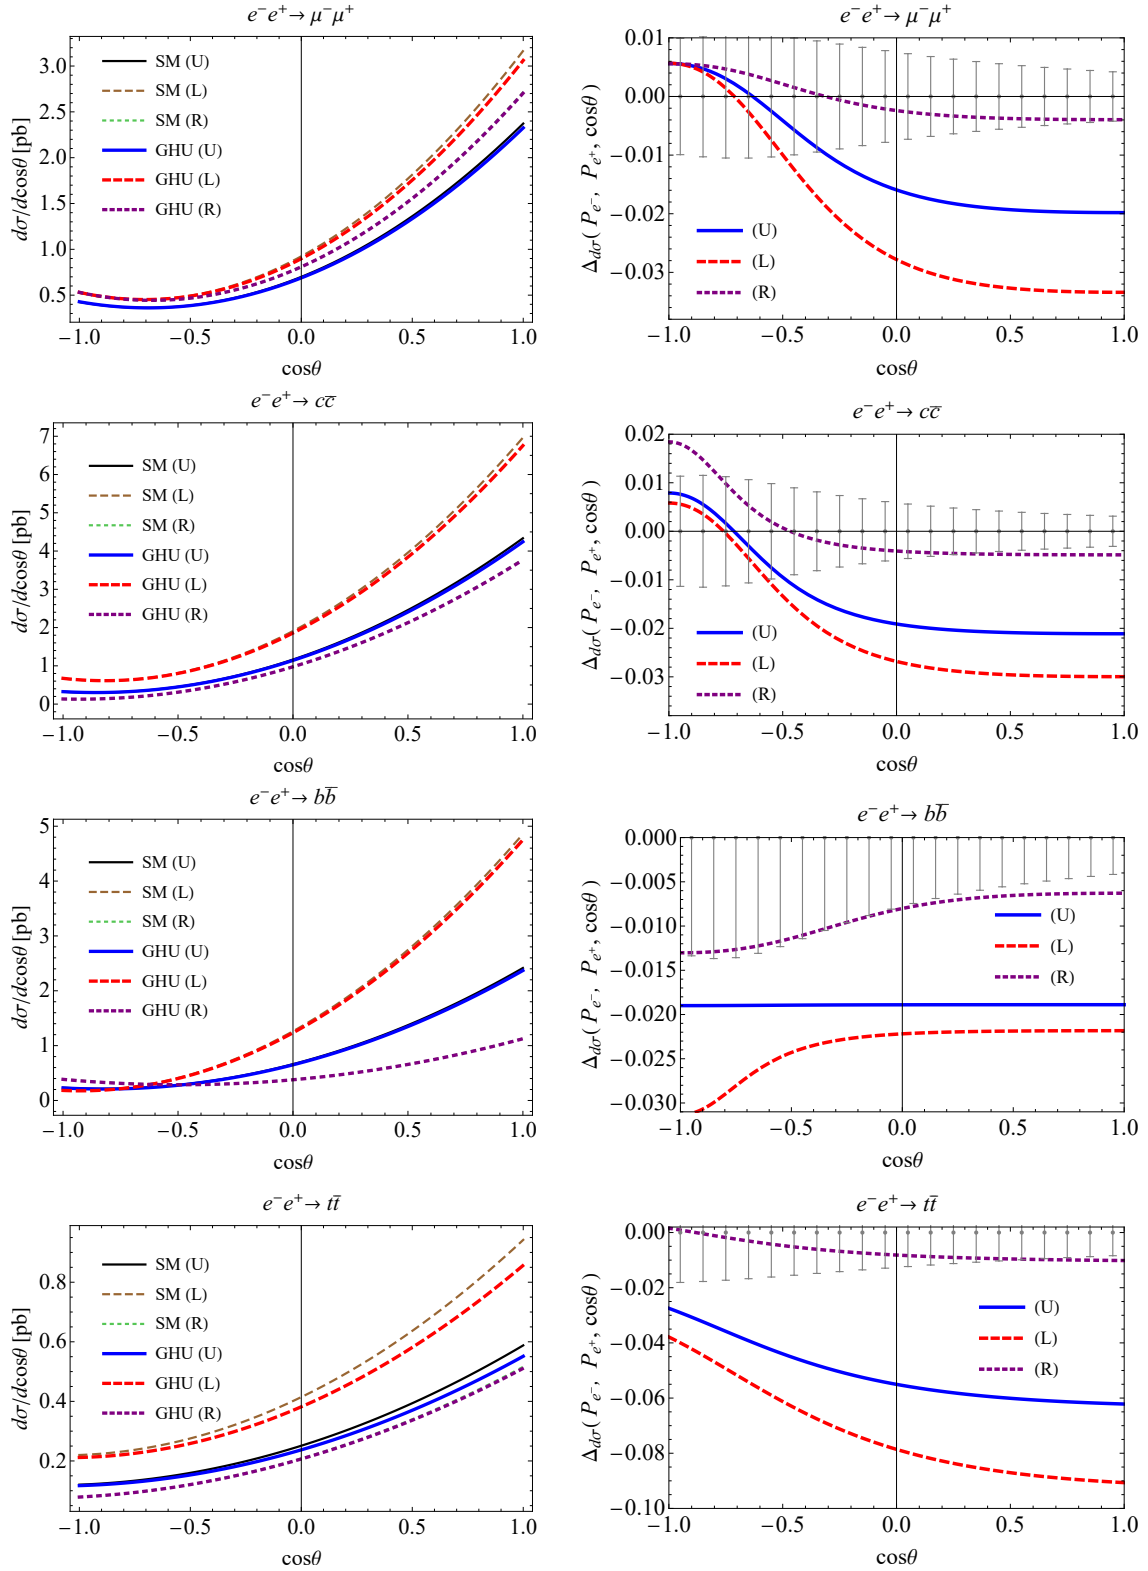 e⁻e⁺→ μ⁻μ⁺
dσ/dcosθ [pb]
3.0
2.5
2.0
1.5
1.0
0.5
SM (U)
SM (L)
SM (R)
GHU (U)
GHU (L)
GHU (R)
−1.0 −0.5 0.0 0.5 1.0
cosθ
e⁻e⁺→ μ⁻μ⁺
Δdσ( Pe⁻, Pe⁺, cosθ )
0.01
0.00
−0.01
−0.02
−0.03
(U)
(L)
(R)
−1.0 −0.5 0.0 0.5 1.0
cosθ
e⁻e⁺→ cc̅
dσ/dcosθ [pb]
7
6
5
4
3
2
1
0
SM (U)
SM (L)
SM (R)
GHU (U)
GHU (L)
GHU (R)
−1.0 −0.5 0.0 0.5 1.0
cosθ
e⁻e⁺→ cc̅
Δdσ( Pe⁻, Pe⁺, cosθ )
0.02
0.01
0.00
−0.01
−0.02
−0.03
(U)
(L)
(R)
−1.0 −0.5 0.0 0.5 1.0
cosθ
e⁻e⁺→ bb̅
dσ/dcosθ [pb]
5
4
3
2
1
0
SM (U)
SM (L)
SM (R)
GHU (U)
GHU (L)
GHU (R)
−1.0 −0.5 0.0 0.5 1.0
cosθ
e⁻e⁺→ bb̅
Δdσ( Pe⁻, Pe⁺, cosθ )
0.000
−0.005
−0.010
−0.015
−0.020
−0.025
−0.030
(U)
(L)
(R)
−1.0 −0.5 0.0 0.5 1.0
cosθ
e⁻e⁺→ tt̅
dσ/dcosθ [pb]
0.8
0.6
0.4
0.2
SM (U)
SM (L)
SM (R)
GHU (U)
GHU (L)
GHU (R)
−1.0 −0.5 0.0 0.5 1.0
cosθ
e⁻e⁺→ tt̅
Δdσ( Pe⁻, Pe⁺, cosθ )
0.00
−0.02
−0.04
−0.06
−0.08
−0.10
(U)
(L)
(R)
−1.0 −0.5 0.0 0.5 1.0
cosθ